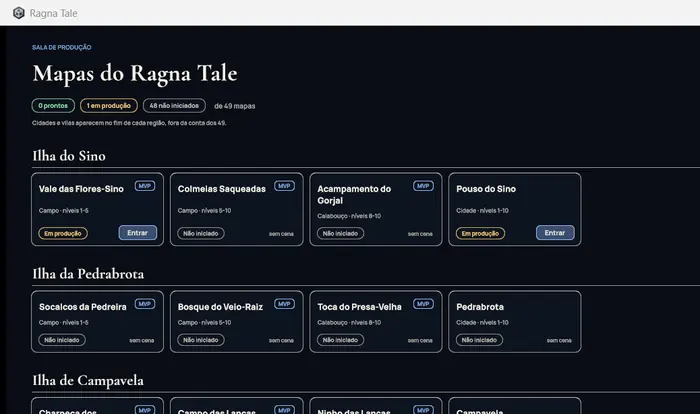 Ragna Tale
SALA DE PRODUÇÃO
Mapas do Ragna Tale
0 prontos
1 em produção
48 não iniciados
de 49 mapas
Cidades e vilas aparecem no fim de cada região, fora da conta dos 49.
Ilha do Sino
Vale das Flores-Sino
MVP
Campo · níveis 1-5
Em produção
Entrar
Colmeias Saqueadas
MVP
Campo · níveis 5-10
Não iniciado
sem cena
Acampamento do
Gorjal
MVP
Calabouço · níveis 8-10
Não iniciado
sem cena
Pouso do Sino
Cidade · níveis 1-10
Em produção
Entrar
Ilha da Pedrabrota
Socalcos da Pedreira
MVP
Campo · níveis 1-5
Não iniciado
sem cena
Bosque do Veio-Raiz
MVP
Campo · níveis 5-10
Não iniciado
sem cena
Toca do Presa-Velha
MVP
Calabouço · níveis 8-10
Não iniciado
sem cena
Pedrabrota
Cidade · níveis 1-10
Não iniciado
sem cena
Ilha de Campavela
Charneca dos
MVP
Campo das Lanças
MVP
Ninho das Lanças
MVP
Campavela